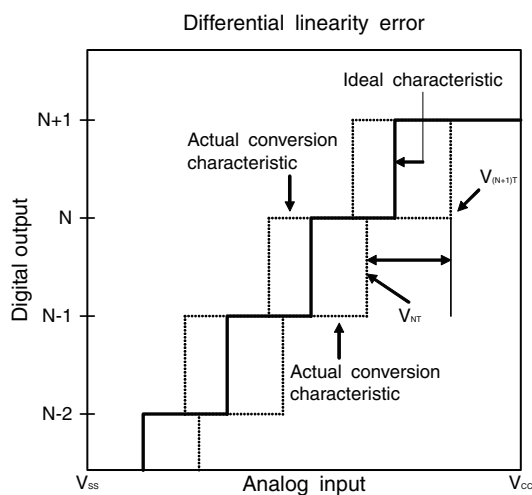 Differential linearity error
Ideal characteristic
N+1
Actual conversion
characteristic
V(N+1)T
N
Digital output
N-1
VNT
Actual conversion
characteristic
N-2
VSS
Analog input
VCC